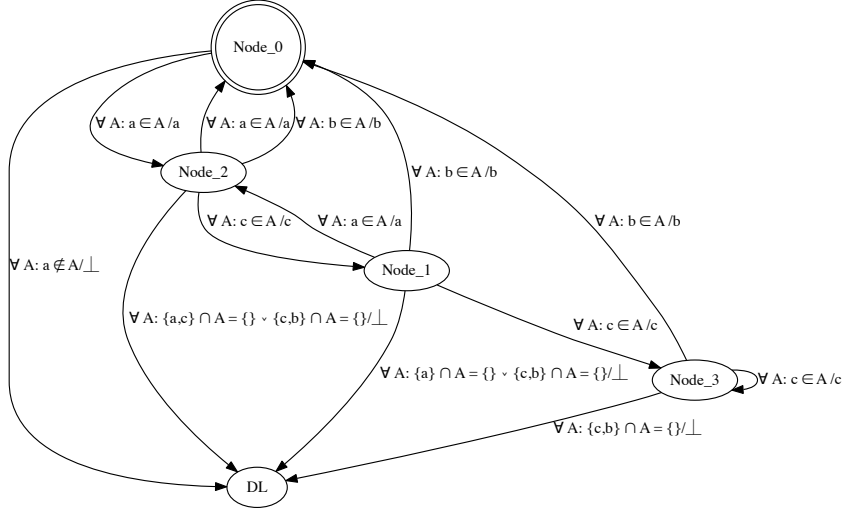 Node_0
∀ A: a ∈ A /a
∀ A: a ∈ A /a
∀ A: b ∈ A /b
Node_2
∀ A: b ∈ A /b
∀ A: c ∈ A /c
∀ A: a ∈ A /a
∀ A: b ∈ A /b
∀ A: a ∉ A/⊥
Node_1
∀ A: {a,c} ∩ A = {} ∨ {c,b} ∩ A = {}/⊥
∀ A: c ∈ A /c
∀ A: {a} ∩ A = {} ∨ {c,b} ∩ A = {}/⊥
Node_3
∀ A: c ∈ A /c
∀ A: {c,b} ∩ A = {}/⊥
DL